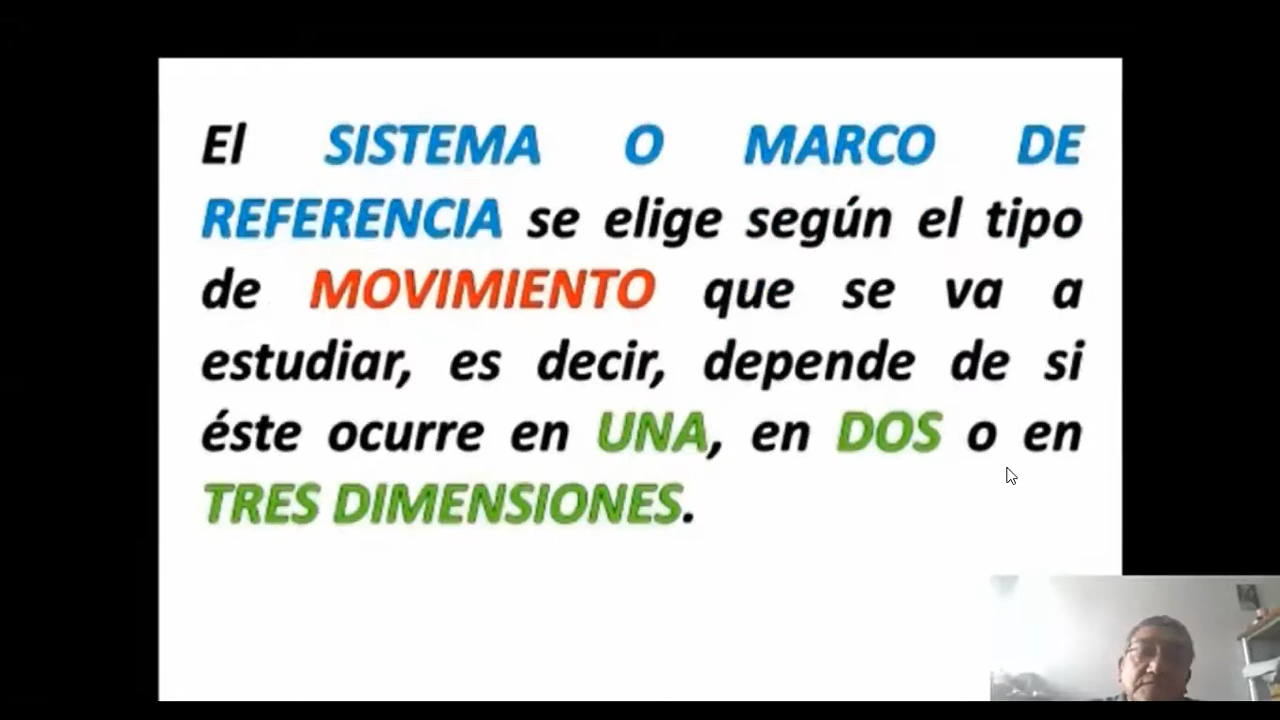 El SISTEMA O MARCO DE
REFERENCIA se elige según el tipo
de MOVIMIENTO que se va a
estudiar, es decir, depende de si
éste ocurre en UNA, en DOS o en
TRES DIMENSIONES.